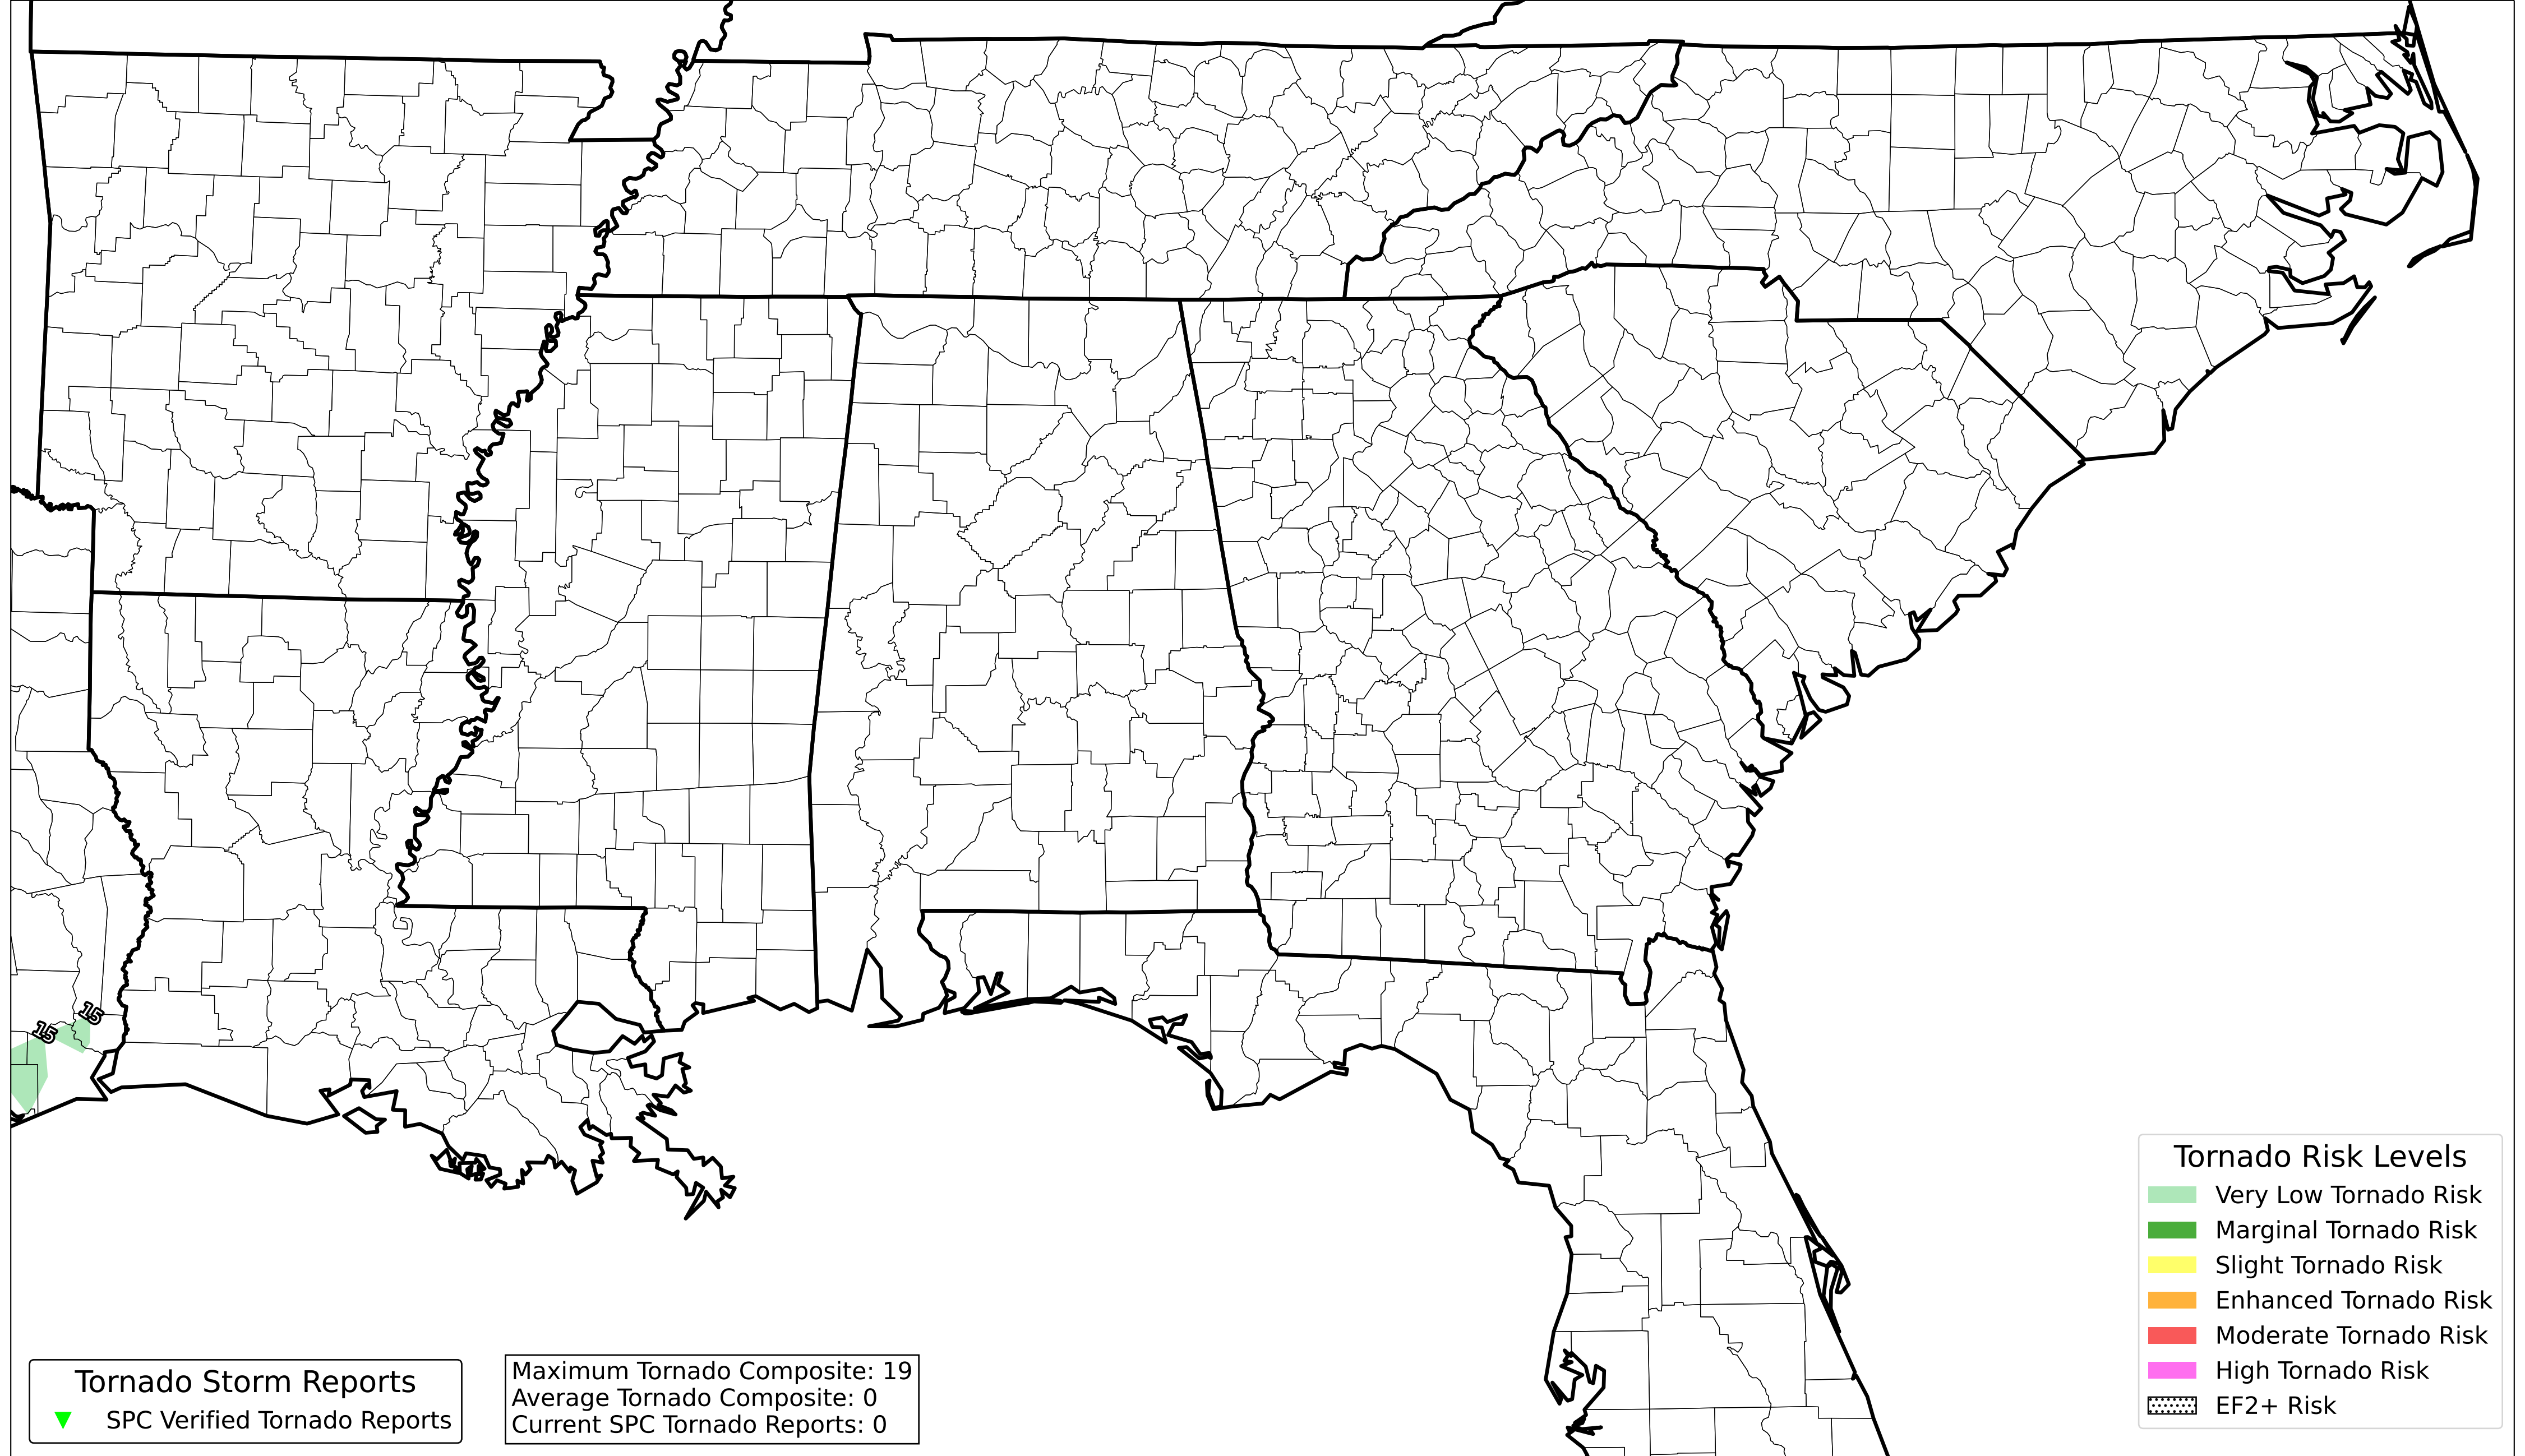 15
15
Tornado Risk Levels
Very Low Tornado Risk
Marginal Tornado Risk
Slight Tornado Risk
Enhanced Tornado Risk
Moderate Tornado Risk
High Tornado Risk
EF2+ Risk
Tornado Storm Reports
SPC Verified Tornado Reports
Maximum Tornado Composite: 19
Average Tornado Composite: 0
Current SPC Tornado Reports: 0